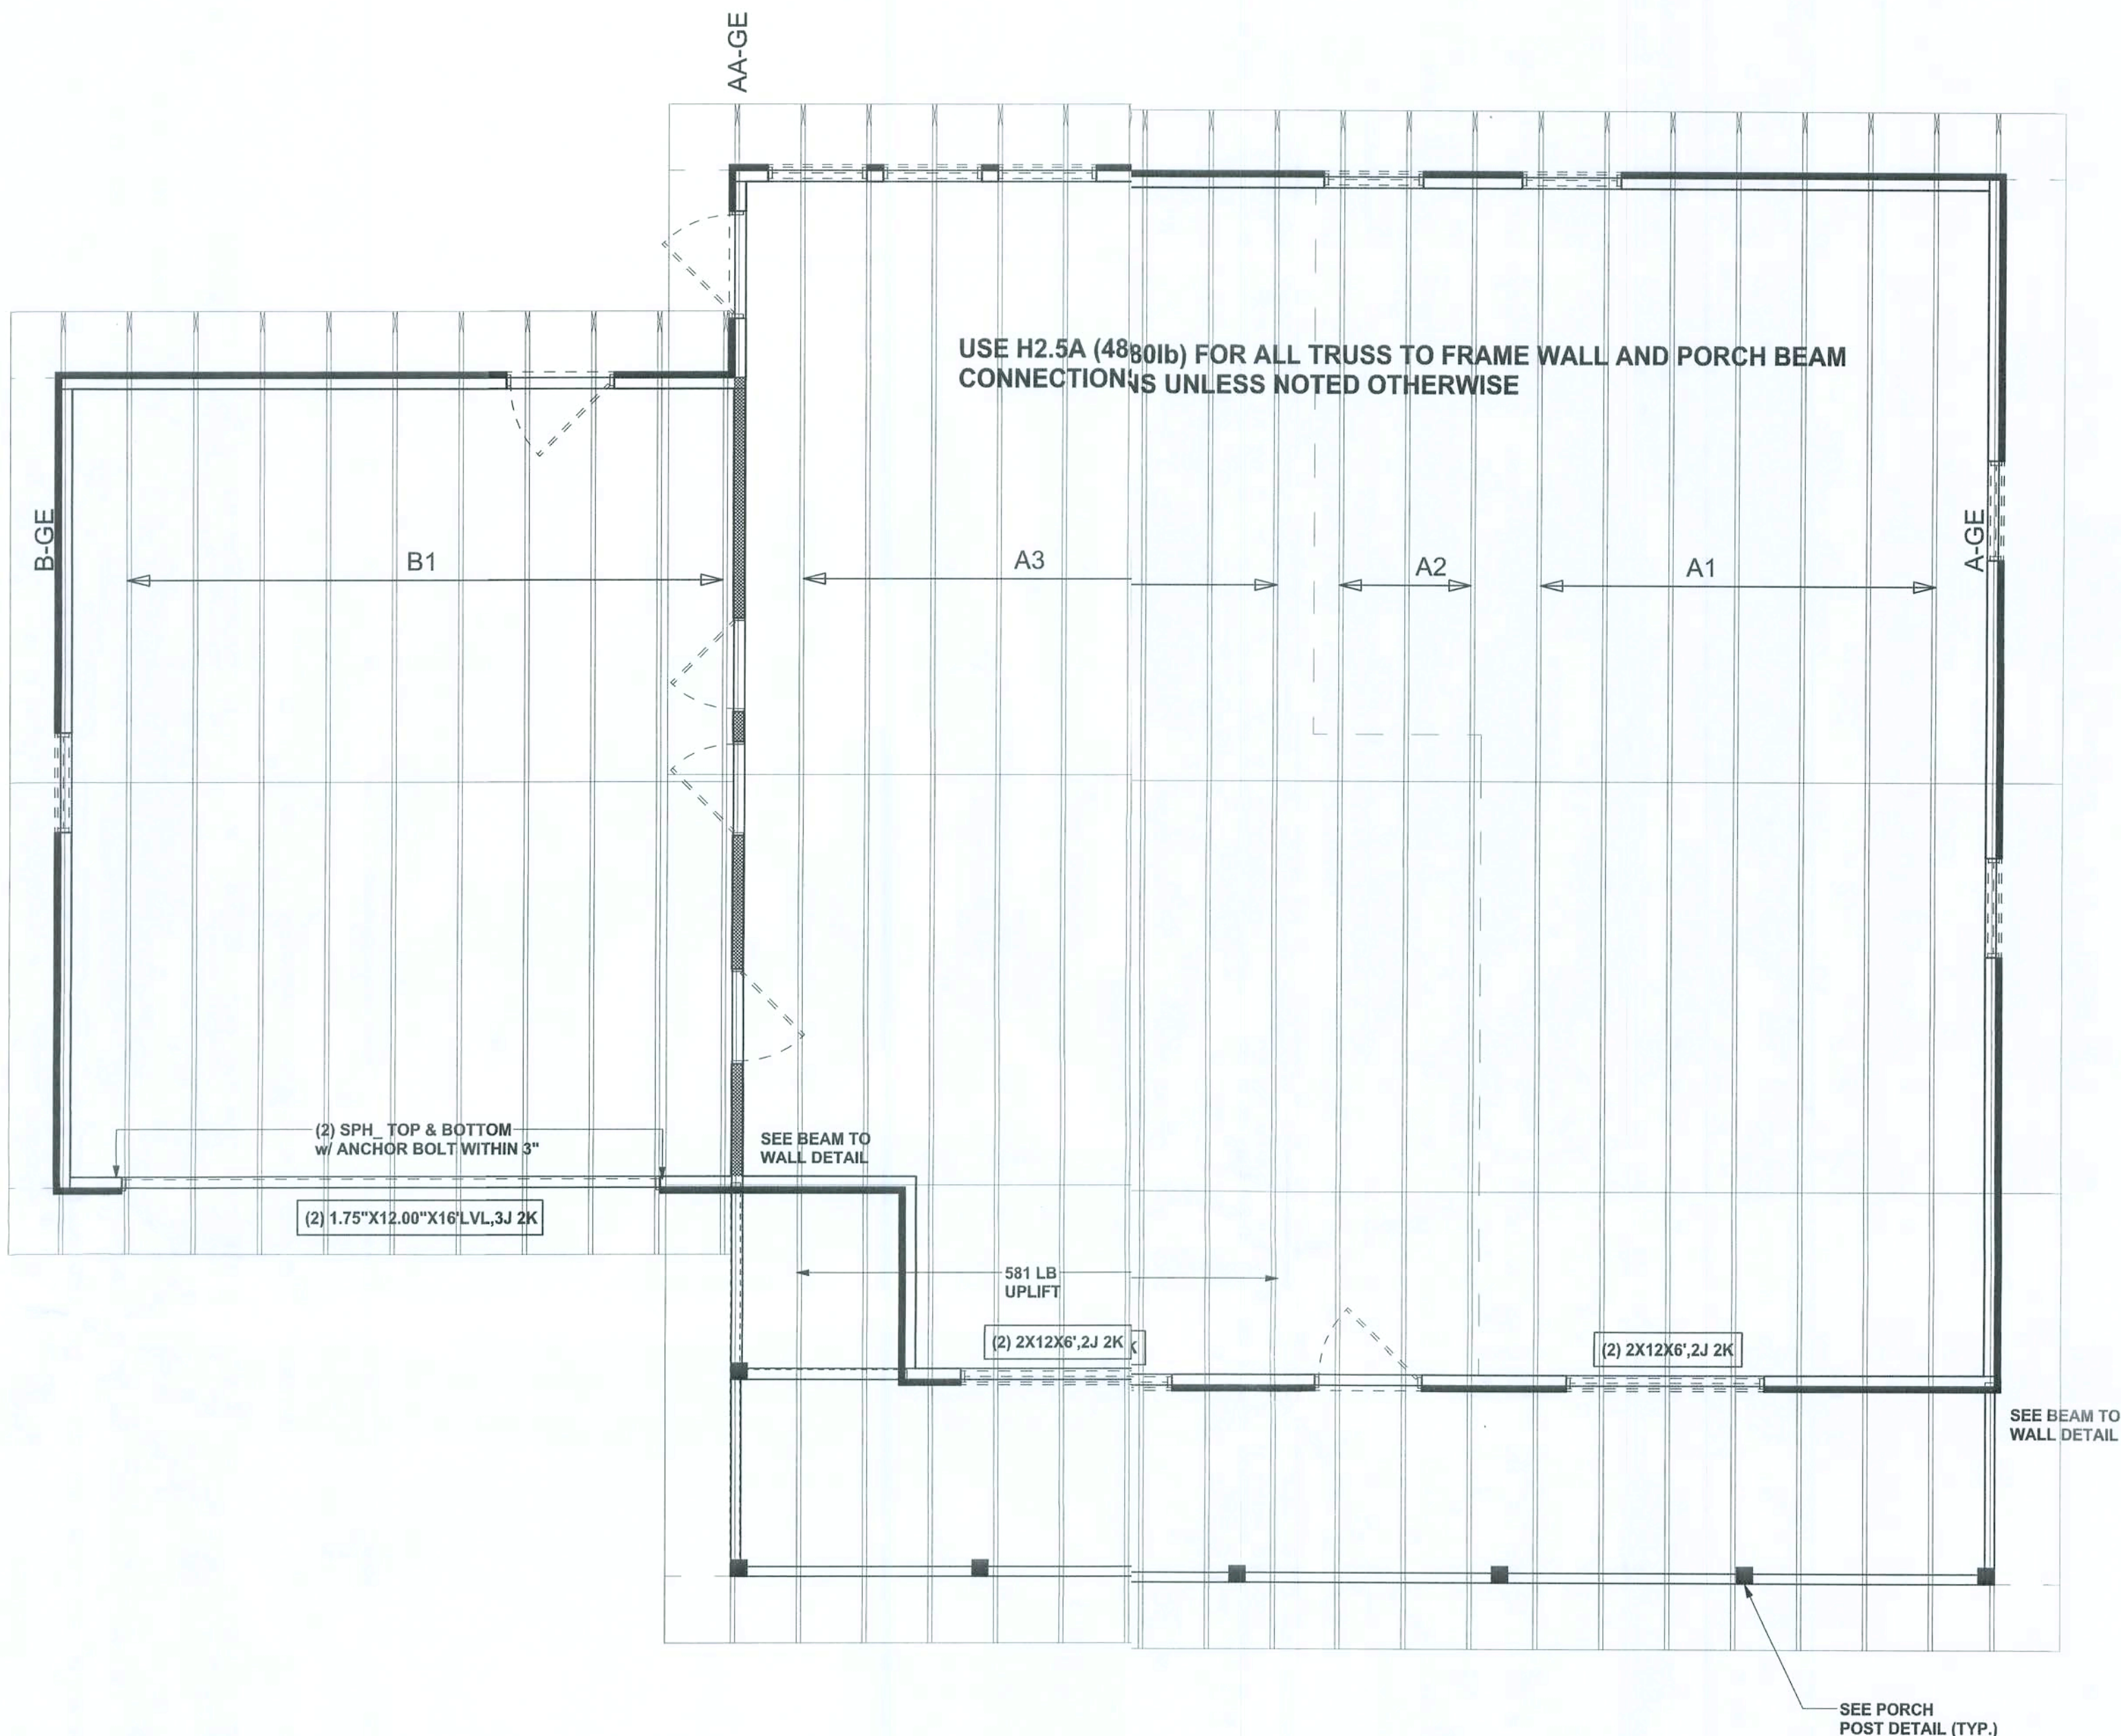 AA-GE
USE H2.5A (480lb) FOR ALL TRUSS TO FRAME WALL AND PORCH BEAM
CONNECTIONS UNLESS NOTED OTHERWISE
B-GE
B1
A3
A2
A1
A-GE
(2) SPH_ TOP & BOTTOM
w/ ANCHOR BOLT WITHIN 3"
SEE BEAM TO
WALL DETAIL
(2) 1.75"X12.00"X16'LVL,3J 2K
581 LB
UPLIFT
(2) 2X12X6',2J 2K
(2) 2X12X6',2J 2K
SEE BEAM TO
WALL DETAIL
SEE PORCH
POST DETAIL (TYP.)